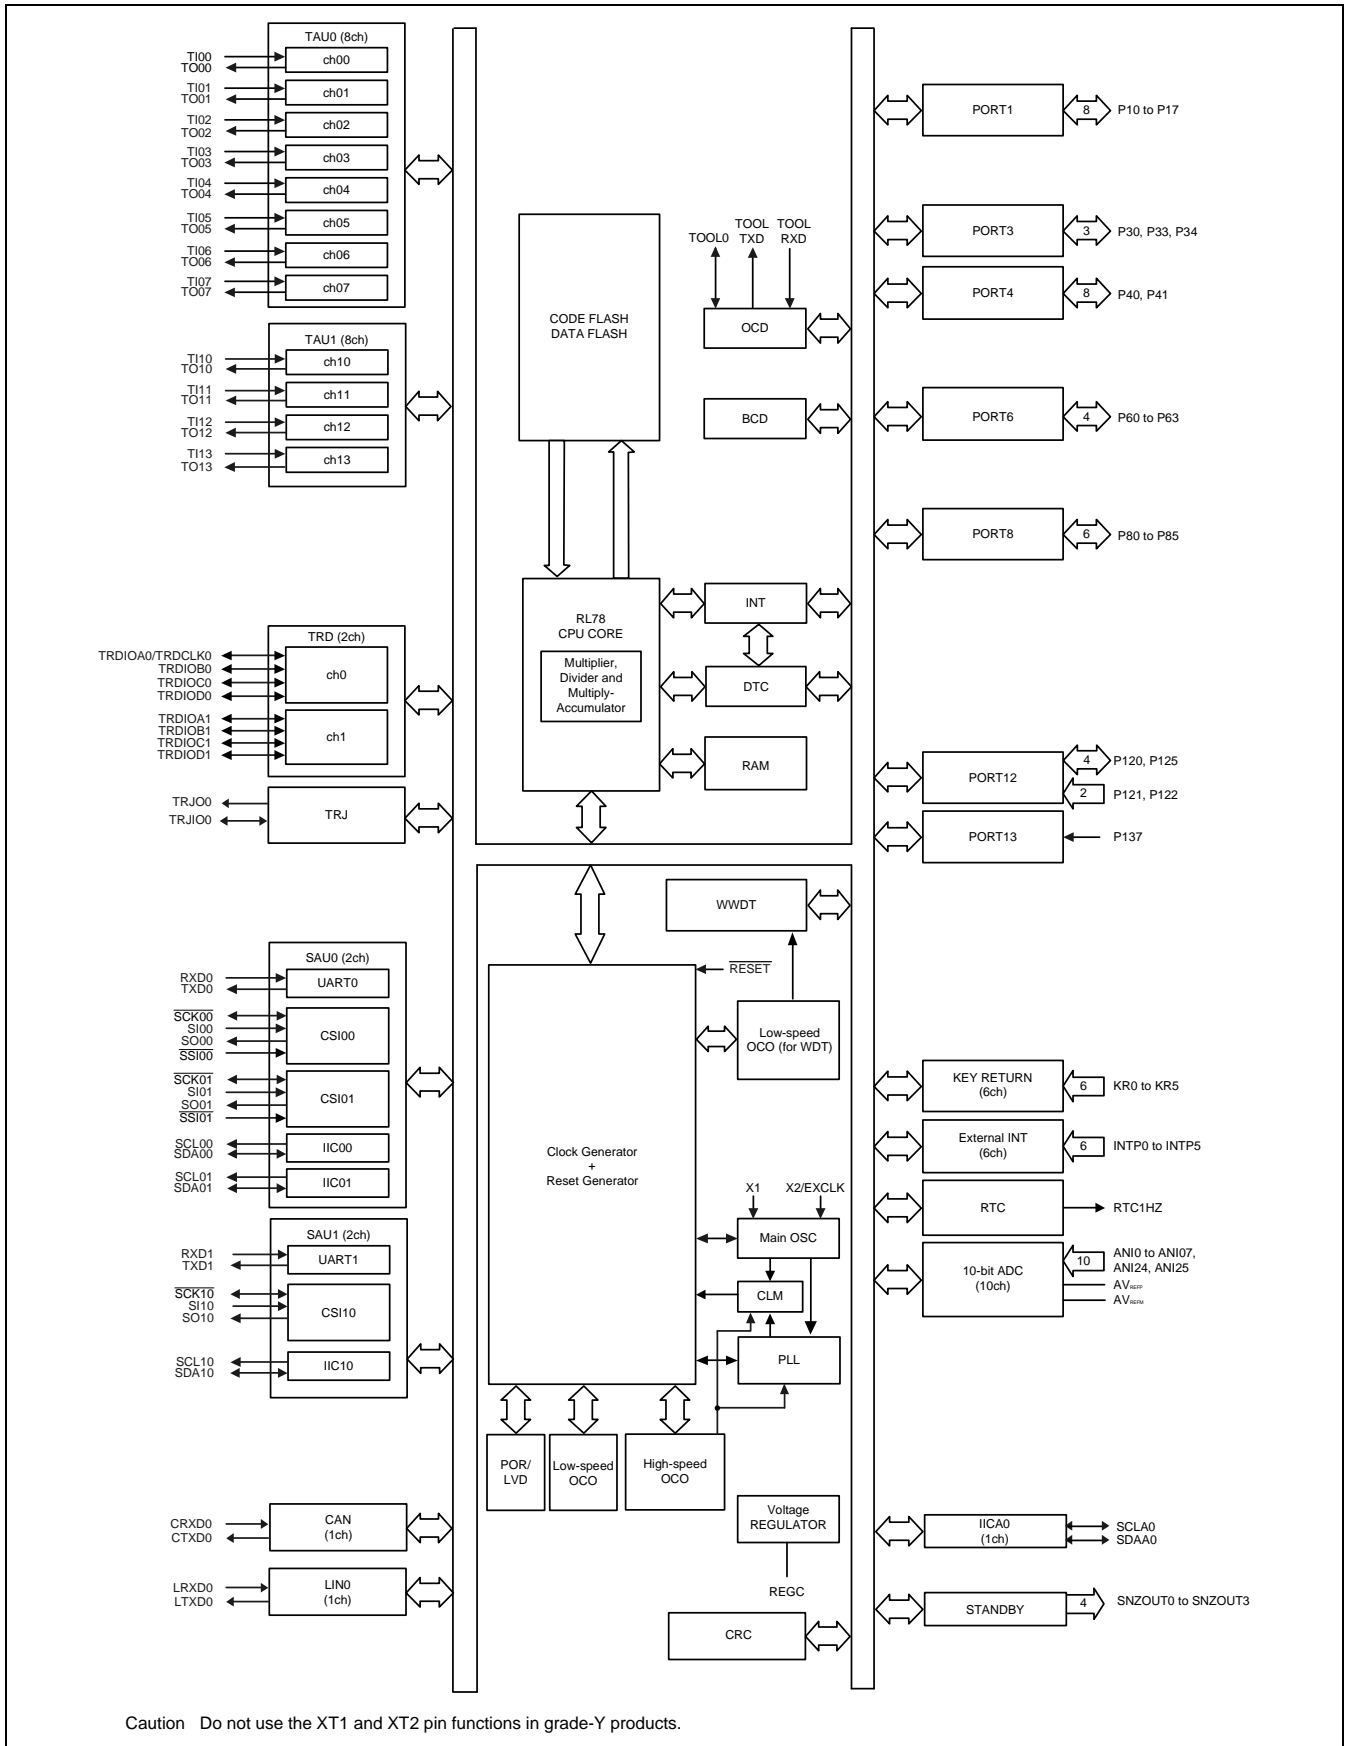 TAU0 (8ch)
TI00
TO00
ch00
TI01
TO01
ch01
TI02
TO02
ch02
TI03
TO03
ch03
TI04
TO04
ch04
TI05
TO05
ch05
TI06
TO06
ch06
TI07
TO07
ch07
TAU1 (8ch)
TI10
TO10
ch10
TI11
TO11
ch11
TI12
TO12
ch12
TI13
TO13
ch13
TRD (2ch)
TRDIOA0/TRDCLK0
TRDIOB0
TRDIOC0
TRDIOD0
ch0
TRDIOA1
TRDIOB1
TRDIOC1
TRDIOD1
ch1
TRJO0
TRJIO0
TRJ
SAU0 (2ch)
RXD0
TXD0
UART0
SCK00
SI00
SO00
SSI00
CSI00
SCK01
SI01
SO01
SSI01
CSI01
SCL00
SDA00
IIC00
SCL01
SDA01
IIC01
SAU1 (2ch)
RXD1
TXD1
UART1
SCK10
SI10
SO10
CSI10
SCL10
SDA10
IIC10
CRXD0
CTXD0
CAN
(1ch)
LRXD0
LTXD0
LIN0
(1ch)
CODE FLASH
DATA FLASH
TOOL0
TOOL
TXD
TOOL
RXD
OCD
BCD
RL78
CPU CORE
Multiplier,
Divider and
Multiply-
Accumulator
INT
DTC
RAM
WWDT
RESET
Low-speed
OCO (for WDT)
Clock Generator
+
Reset Generator
X1
X2/EXCLK
Main OSC
CLM
PLL
POR/
LVD
Low-speed
OCO
High-speed
OCO
Voltage
REGULATOR
REGC
CRC
PORT1
8
P10 to P17
PORT3
3
P30, P33, P34
PORT4
8
P40, P41
PORT6
4
P60 to P63
PORT8
6
P80 to P85
PORT12
4
P120, P125
2
P121, P122
PORT13
P137
KEY RETURN
(6ch)
6
KR0 to KR5
External INT
(6ch)
6
INTP0 to INTP5
RTC
RTC1HZ
10-bit ADC
(10ch)
10
ANI0 to ANI07,
ANI24, ANI25
AVREFP
AVREFM
IICA0
(1ch)
SCLA0
SDAA0
STANDBY
4
SNZOUT0 to SNZOUT3
Caution Do not use the XT1 and XT2 pin functions in grade-Y products.